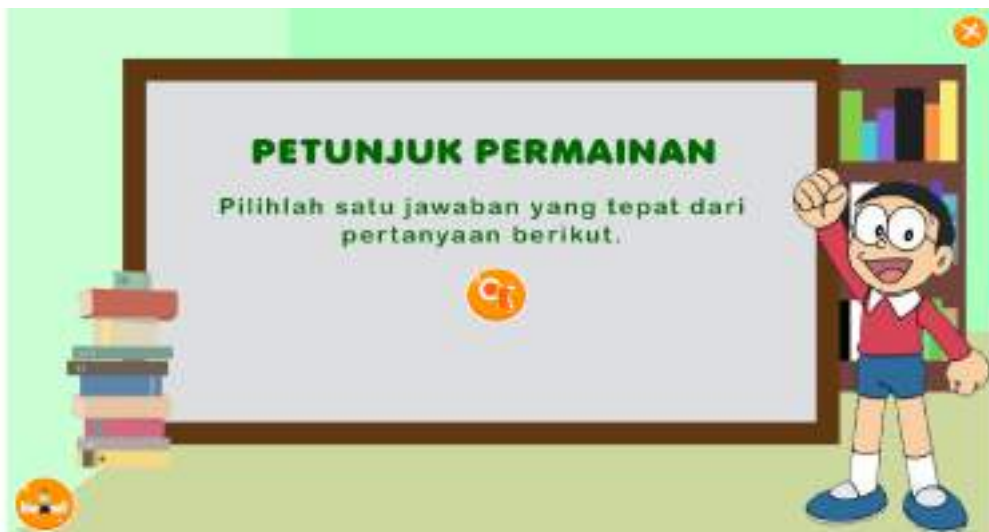 PETUNJUK PERMAINAN
Pilihlah satu jawaban yang tepat dari
pertanyaan berikut.